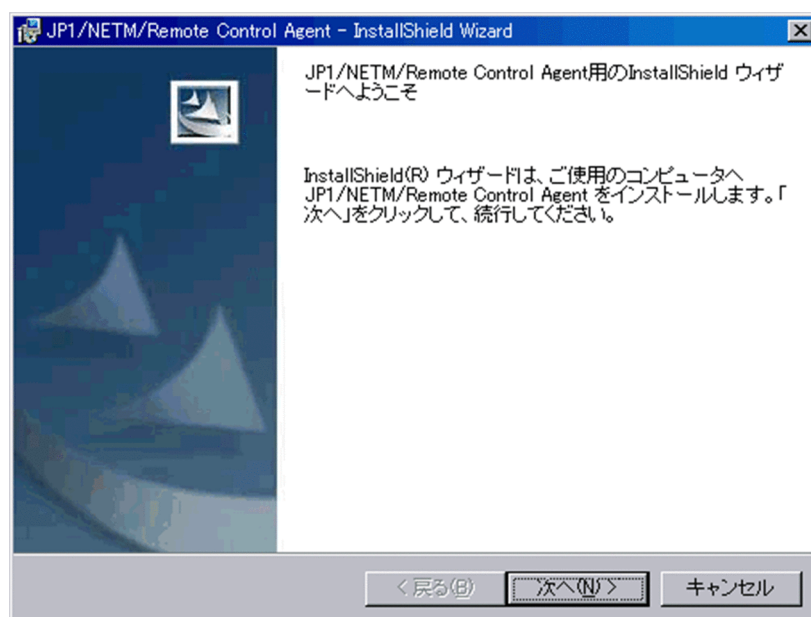 JP1/NETM/Remote Control Agent - InstallShield Wizard
JP1/NETM/Remote Control Agent用のInstallShield ウィザ
ードへようこそ
InstallShield(R) ウィザードは、ご使用のコンピュータへ
JP1/NETM/Remote Control Agent をインストールします。「
次へ」をクリックして、続行してください。
< 戻る(B)
次へ(N) >
キャンセル